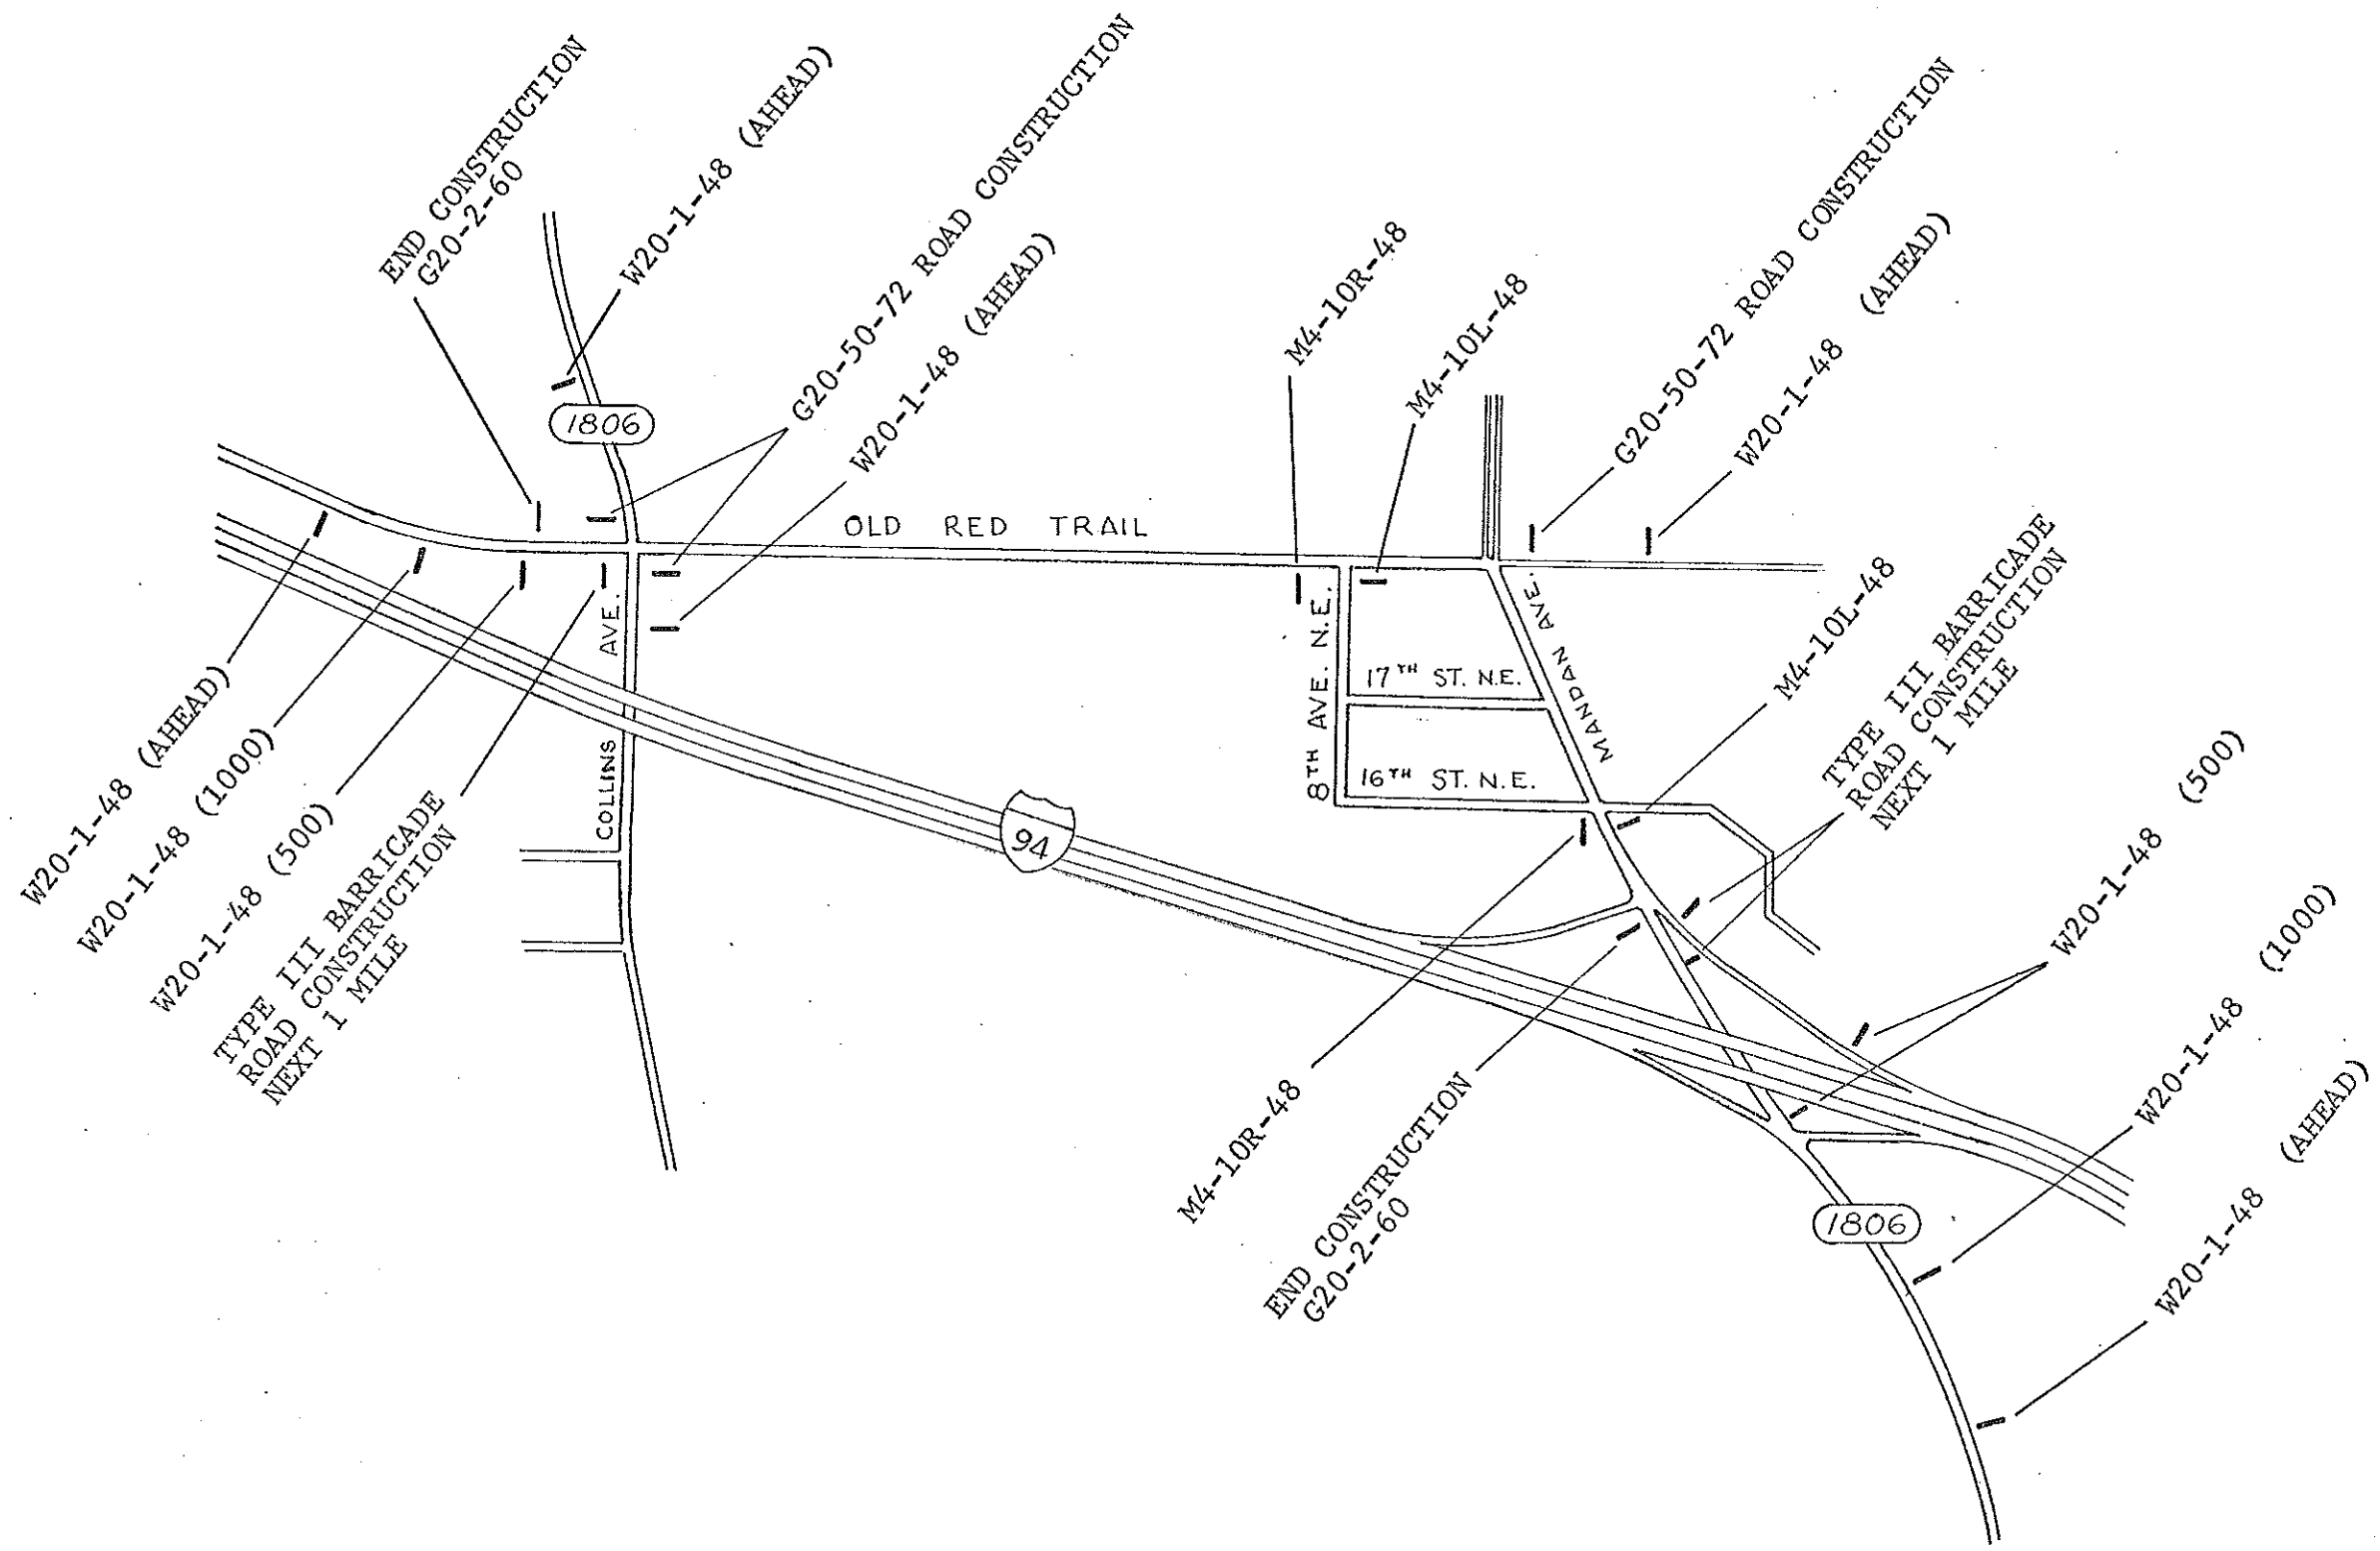 END CONSTRUCTION
G20-2-60
W20-1-48 (AHEAD)
G20-50-72 ROAD CONSTRUCTION
W20-1-48 (AHEAD)
M4-10R-48
M4-10L-48
G20-50-72 ROAD CONSTRUCTION
W20-1-48 (AHEAD)
1806
OLD RED TRAIL
COLLINS AVE.
8TH AVE. N.E.
17TH ST. N.E.
16TH ST. N.E.
MANDAN AVE.
94
M4-10L-48
TYPE III BARRICADE
ROAD CONSTRUCTION
NEXT 1 MILE
W20-1-48 (500)
W20-1-48 (1000)
W20-1-48 (AHEAD)
W20-1-48 (AHEAD)
W20-1-48 (1000)
W20-1-48 (500)
TYPE III BARRICADE
ROAD CONSTRUCTION
NEXT 1 MILE
M4-10R-48
END CONSTRUCTION
G20-2-60
1806